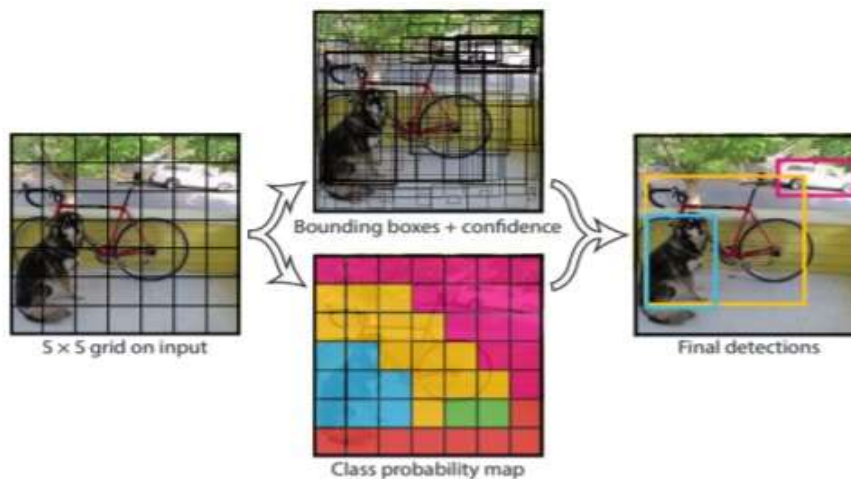 Bounding boxes + confidence
S × S grid on input
Final detections
Class probability map